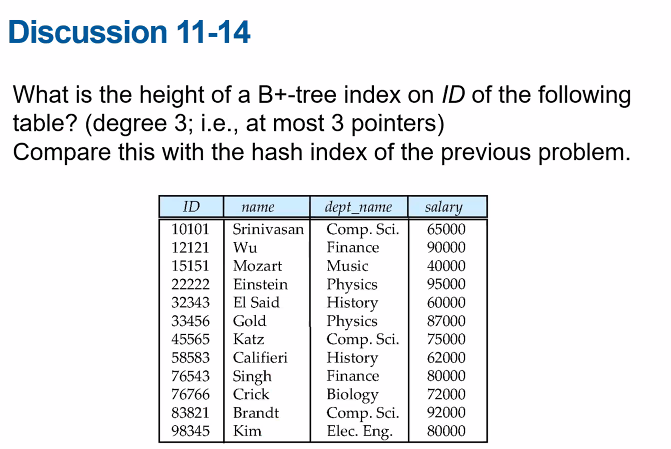 Discussion 11-14
What is the height of a B+-tree index on ID of the following
table? (degree 3; i.e., at most 3 pointers)
Compare this with the hash index of the previous problem.
ID name dept_name salary
10101 Srinivasan Comp. Sci. 65000
12121 Wu Finance 90000
15151 Mozart Music 40000
22222 Einstein Physics 95000
32343 El Said History 60000
33456 Gold Physics 87000
45565 Katz Comp. Sci. 75000
58583 Califieri History 62000
76543 Singh Finance 80000
76766 Crick Biology 72000
83821 Brandt Comp. Sci. 92000
98345 Kim Elec. Eng. 80000